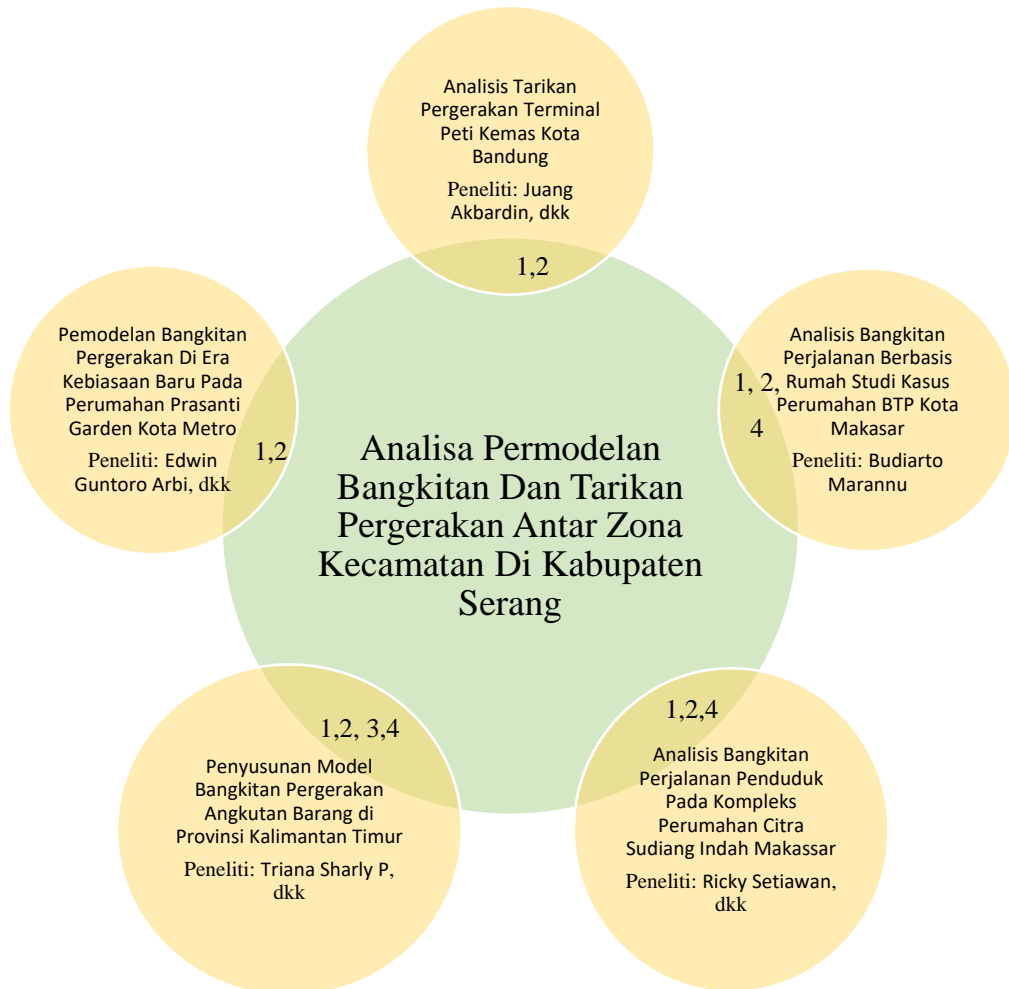 Analisis Tarikan
Pergerakan Terminal
Peti Kemas Kota
Bandung
Peneliti: Juang
Akbardin, dkk
1,2
Analisis Bangkitan
Perjalanan Berbasis
Rumah Studi Kasus
Perumahan BTP Kota
Makasar
Peneliti: Budiarto
Marannu
1, 2,
4
Pemodelan Bangkitan
Pergerakan Di Era
Kebiasaan Baru Pada
Perumahan Prasanti
Garden Kota Metro
Peneliti: Edwin
Guntoro Arbi, dkk
1,2
Analisa Permodelan
Bangkitan Dan Tarikan
Pergerakan Antar Zona
Kecamatan Di Kabupaten
Serang
1,2, 3,4
Penyusunan Model
Bangkitan Pergerakan
Angkutan Barang di
Provinsi Kalimantan Timur
Peneliti: Triana Sharly P,
dkk
1,2,4
Analisis Bangkitan
Perjalanan Penduduk
Pada Kompleks
Perumahan Citra
Sudiang Indah Makassar
Peneliti: Ricky Setiawan,
dkk